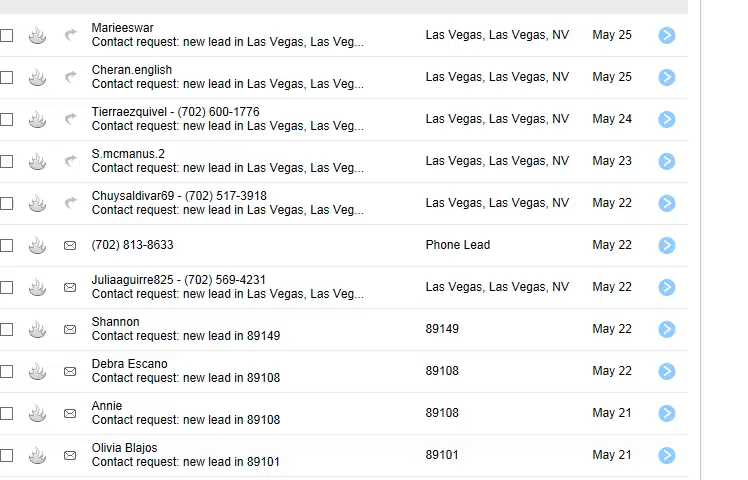 Marieeswar
Contact request: new lead in Las Vegas, Las Veg...
Las Vegas, Las Vegas, NV
May 25
Cheran.english
Contact request: new lead in Las Vegas, Las Veg...
Las Vegas, Las Vegas, NV
May 25
Tierraezquivel - (702) 600-1776
Contact request: new lead in Las Vegas, Las Veg...
Las Vegas, Las Vegas, NV
May 24
S.mcmanus.2
Contact request: new lead in Las Vegas, Las Veg...
Las Vegas, Las Vegas, NV
May 23
Chuysaldivar69 - (702) 517-3918
Contact request: new lead in Las Vegas, Las Veg...
Las Vegas, Las Vegas, NV
May 22
(702) 813-8633
Phone Lead
May 22
Juliaaguirre825 - (702) 569-4231
Contact request: new lead in Las Vegas, Las Veg...
Las Vegas, Las Vegas, NV
May 22
Shannon
Contact request: new lead in 89149
89149
May 22
Debra Escano
Contact request: new lead in 89108
89108
May 22
Annie
Contact request: new lead in 89108
89108
May 21
Olivia Blajos
Contact request: new lead in 89101
89101
May 21